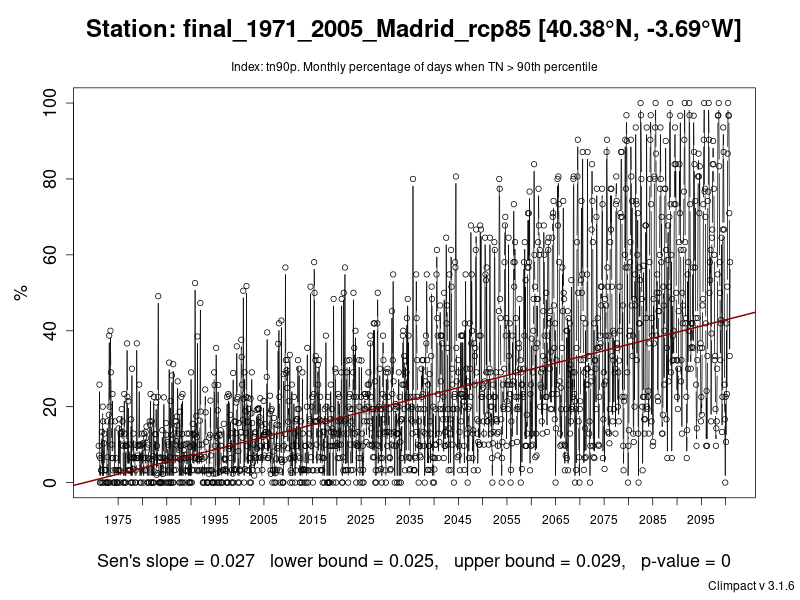 Station: final_1971_2005_Madrid_rcp85 [40.38°N, -3.69°W]
Index: tn90p. Monthly percentage of days when TN > 90th percentile
100
80
60
40
20
0
%
1975 1985 1995 2005 2015 2025 2035 2045 2055 2065 2075 2085 2095
Sen's slope = 0.027 lower bound = 0.025, upper bound = 0.029, p-value = 0
Climpact v 3.1.6